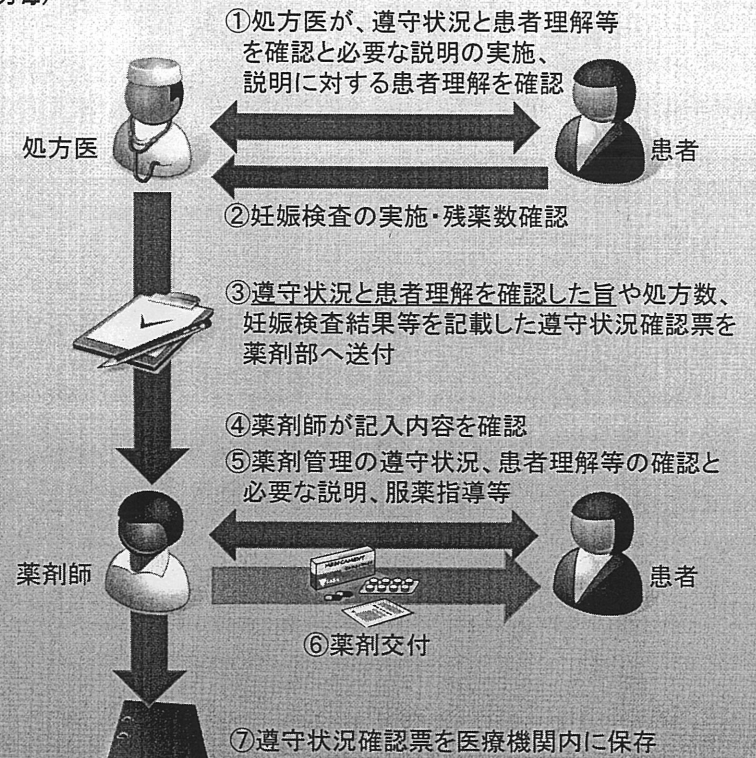 ①処方医が、遵守状況と患者理解等
を確認と必要な説明の実施、
説明に対する患者理解を確認
処方医
患者
②妊娠検査の実施・残薬数確認
③遵守状況と患者理解を確認した旨や処方数、
妊娠検査結果等を記載した遵守状況確認票を
薬剤部へ送付
④薬剤師が記入内容を確認
⑤薬剤管理の遵守状況、患者理解等の確認と
必要な説明、服薬指導等
薬剤師
MEDICAMENT
患者
⑥薬剤交付
⑦遵守状況確認票を医療機関内に保存